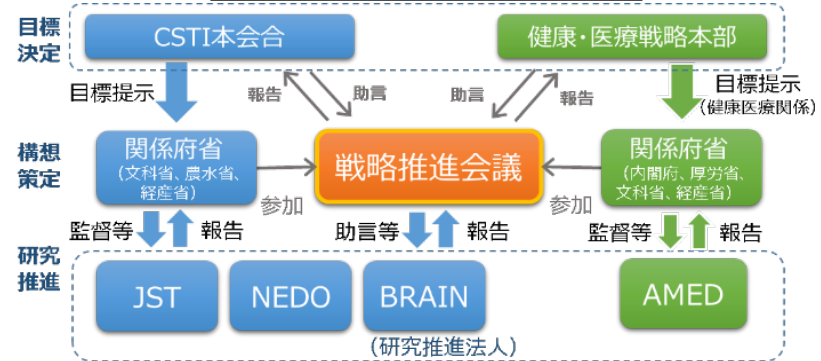 目標
決定
CSTI本会合
健康・医療戦略本部
目標提示
報告
助言
助言
報告
目標提示
(健康医療関係)
構想
策定
関係府省
(文科省、農水省、
経産省)
戦略推進会議
関係府省
(内閣府、厚労省、
文科省、経産省)
参加
参加
監督等
報告
助言等
報告
監督等
報告
研究
推進
JST
NEDO
BRAIN
AMED
(研究推進法人)